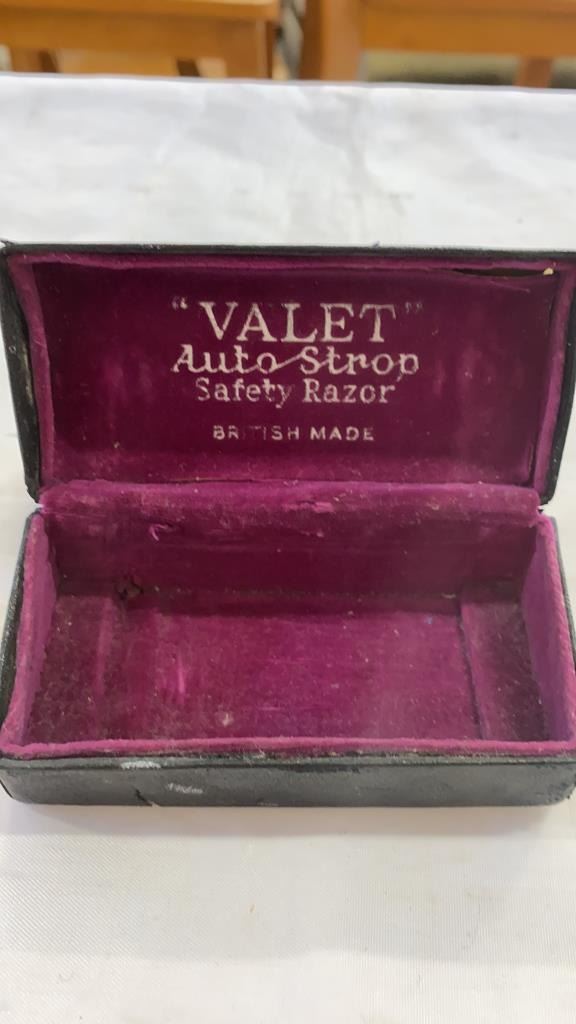 "VALET"
Auto Strop
Safety Razor
BRITISH MADE